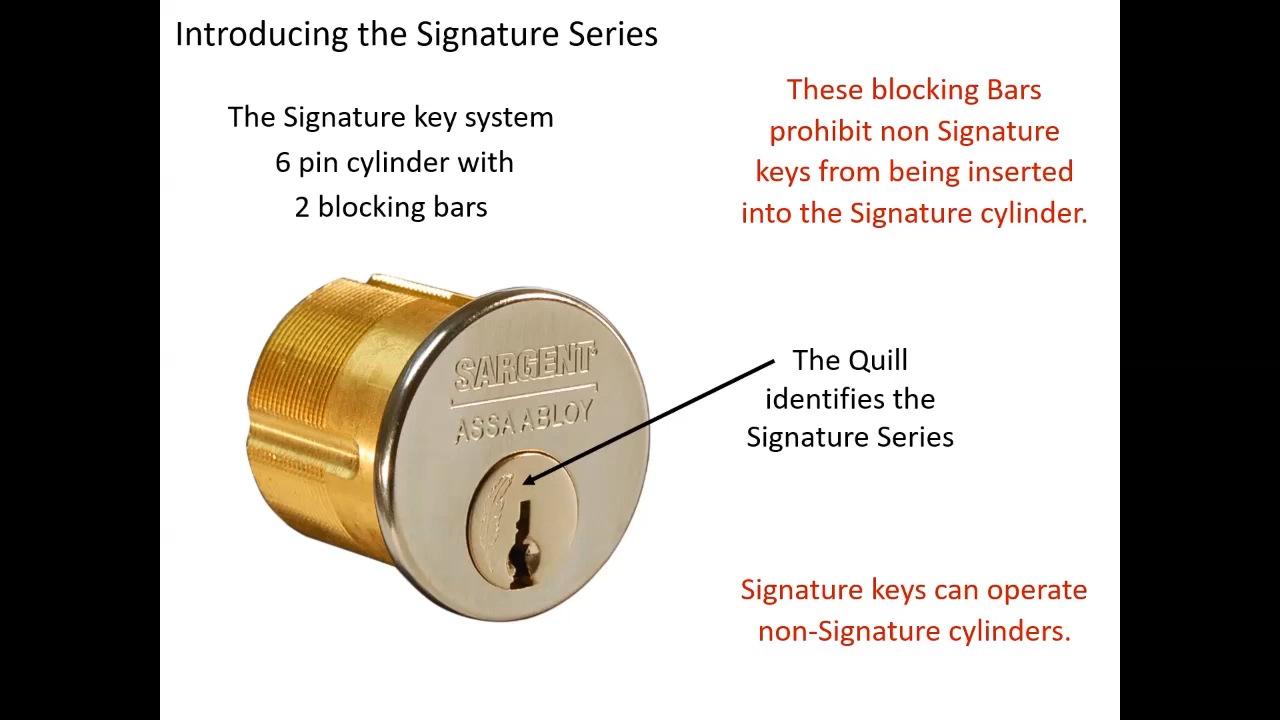 Introducing the Signature Series
The Signature key system
6 pin cylinder with
2 blocking bars
These blocking Bars
prohibit non Signature
keys from being inserted
into the Signature cylinder.
SARGENT
ASSA ABLOY
The Quill
identifies the
Signature Series
Signature keys can operate
non-Signature cylinders.